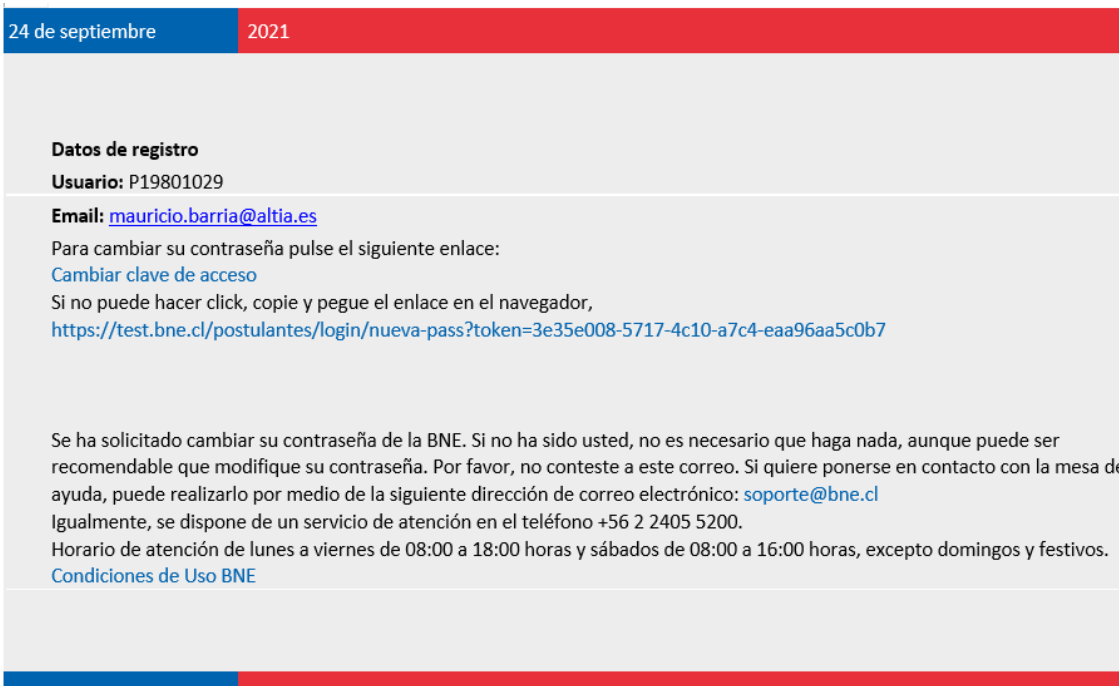 24 de septiembre 2021
Datos de registro
Usuario: P19801029
Email: mauricio.barria@altia.es
Para cambiar su contraseña pulse el siguiente enlace:
Cambiar clave de acceso
Si no puede hacer click, copie y pegue el enlace en el navegador,
https://test.bne.cl/postulantes/login/nueva-pass?token=3e35e008-5717-4c10-a7c4-eaa96aa5c0b7
Se ha solicitado cambiar su contraseña de la BNE. Si no ha sido usted, no es necesario que haga nada, aunque puede ser
recomendable que modifique su contraseña. Por favor, no conteste a este correo. Si quiere ponerse en contacto con la mesa de
ayuda, puede realizarlo por medio de la siguiente dirección de correo electrónico: soporte@bne.cl
Igualmente, se dispone de un servicio de atención en el teléfono +56 2 2405 5200.
Horario de atención de lunes a viernes de 08:00 a 18:00 horas y sábados de 08:00 a 16:00 horas, excepto domingos y festivos.
Condiciones de Uso BNE